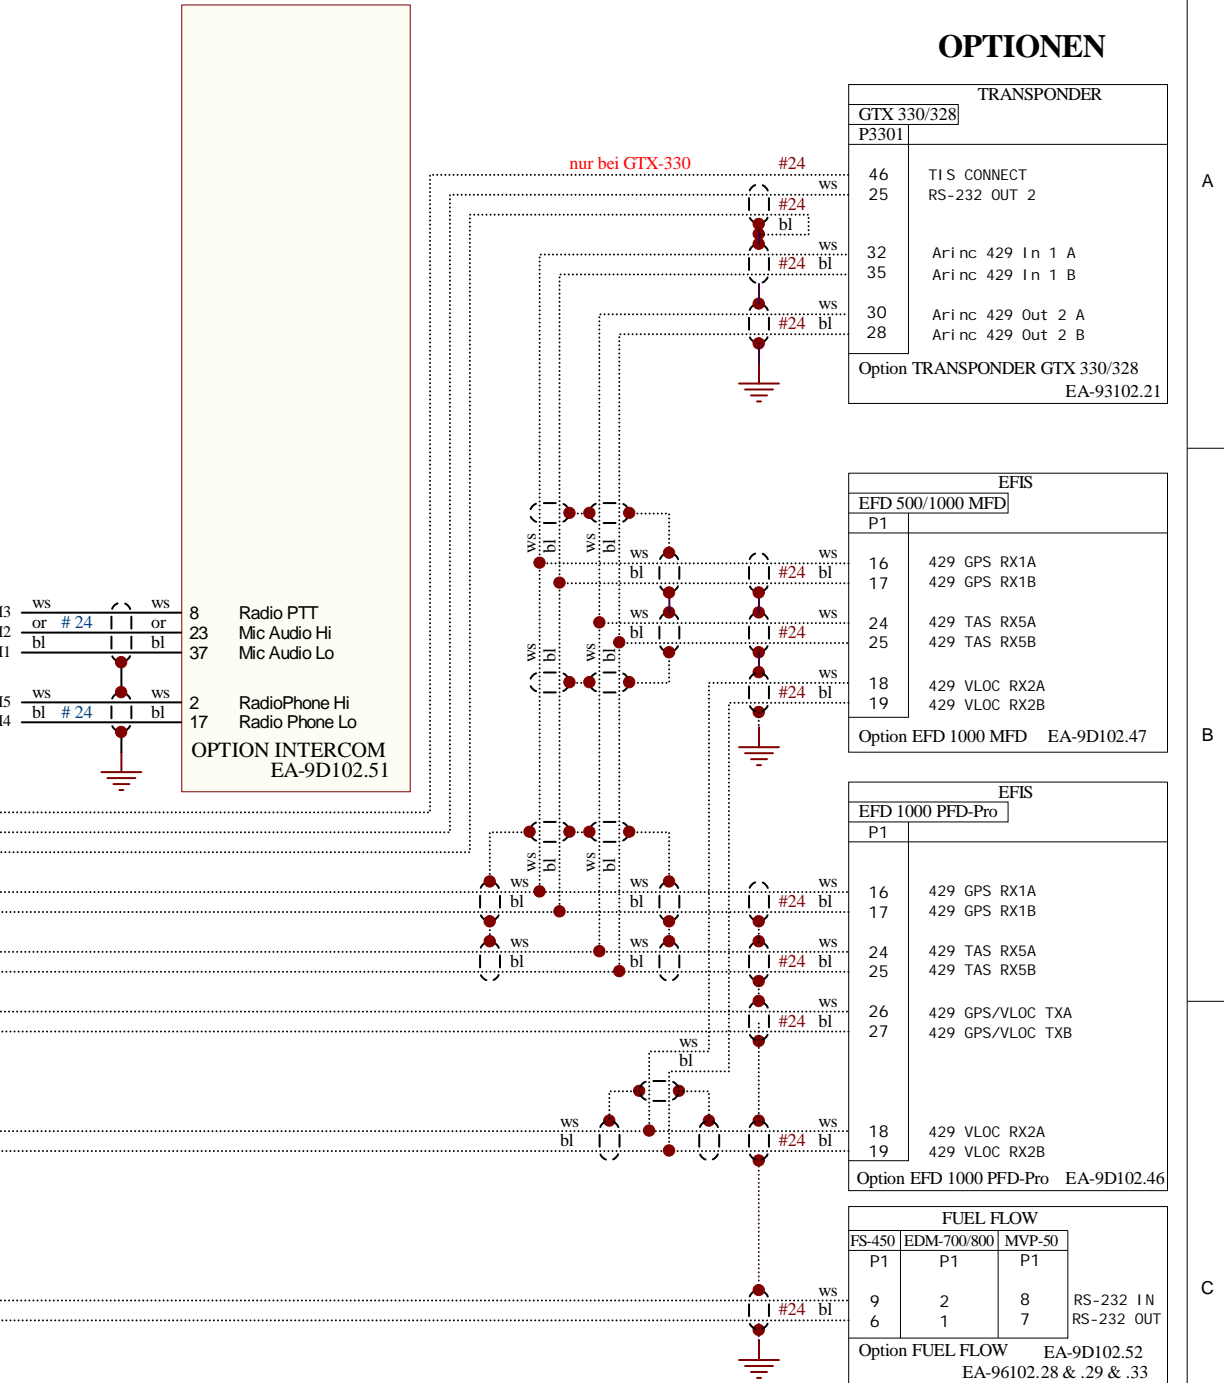 OPTIONEN
TRANSPONDER
GTX 330/328
P3301
nur bei GTX-330 #24
46 TIS CONNECT
ws
25 RS-232 OUT 2
#24
bl
ws
32 Arinc 429 In 1 A
#24 bl
35 Arinc 429 In 1 B
ws
30 Arinc 429 Out 2 A
#24 bl
28 Arinc 429 Out 2 B
Option TRANSPONDER GTX 330/328
EA-93102.21
A
EFIS
EFD 500/1000 MFD
P1
ws bl ws bl
ws ws
16 429 GPS RX1A
bl #24 bl
17 429 GPS RX1B
ws ws
24 429 TAS RX5A
bl #24
25 429 TAS RX5B
ws bl ws bl
ws
18 429 VLOC RX2A
#24 bl
19 429 VLOC RX2B
Option EFD 1000 MFD EA-9D102.47
B
ws ws
8 Radio PTT
or # 24 or
23 Mic Audio Hi
bl bl
37 Mic Audio Lo
ws ws
2 RadioPhone Hi
bl # 24 bl
17 Radio Phone Lo
OPTION INTERCOM
EA-9D102.51
EFIS
EFD 1000 PFD-Pro
P1
ws bl ws bl
ws ws ws
16 429 GPS RX1A
bl bl #24 bl
17 429 GPS RX1B
ws ws ws
24 429 TAS RX5A
bl bl #24 bl
25 429 TAS RX5B
ws
26 429 GPS/VLOC TXA
#24 bl
27 429 GPS/VLOC TXB
ws
bl
ws ws
18 429 VLOC RX2A
bl #24 bl
19 429 VLOC RX2B
Option EFD 1000 PFD-Pro EA-9D102.46
FUEL FLOW
FS-450 EDM-700/800 MVP-50
P1 P1 P1
ws
9 2 8 RS-232 IN
#24 bl
6 1 7 RS-232 OUT
Option FUEL FLOW EA-9D102.52
EA-96102.28 & .29 & .33
C